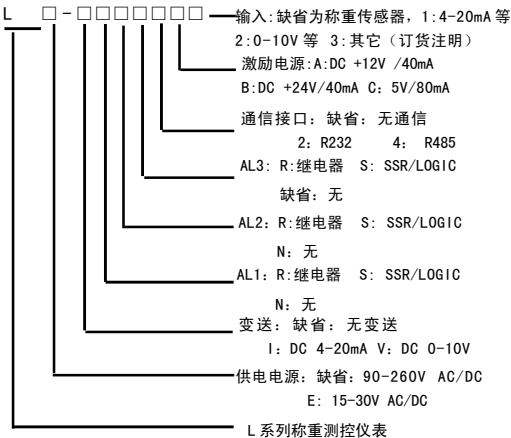 L □-□□□□□□□ 输入:缺省为称重传感器，1:4-20mA 等
2:0-10V 等 3:其它（订货注明）
激励电源:A:DC +12V /40mA
B:DC +24V/40mA C：5V/80mA
通信接口：缺省：无通信
2：R232 4： R485
AL3：R:继电器 S：SSR/LOGIC
缺省：无
AL2：R:继电器 S：SSR/LOGIC
N：无
AL1：R:继电器 S：SSR/LOGIC
N：无
变送：缺省：无变送
I：DC 4-20mA V：DC 0-10V
供电电源：缺省：90-260V AC/DC
E: 15-30V AC/DC
L 系列称重测控仪表